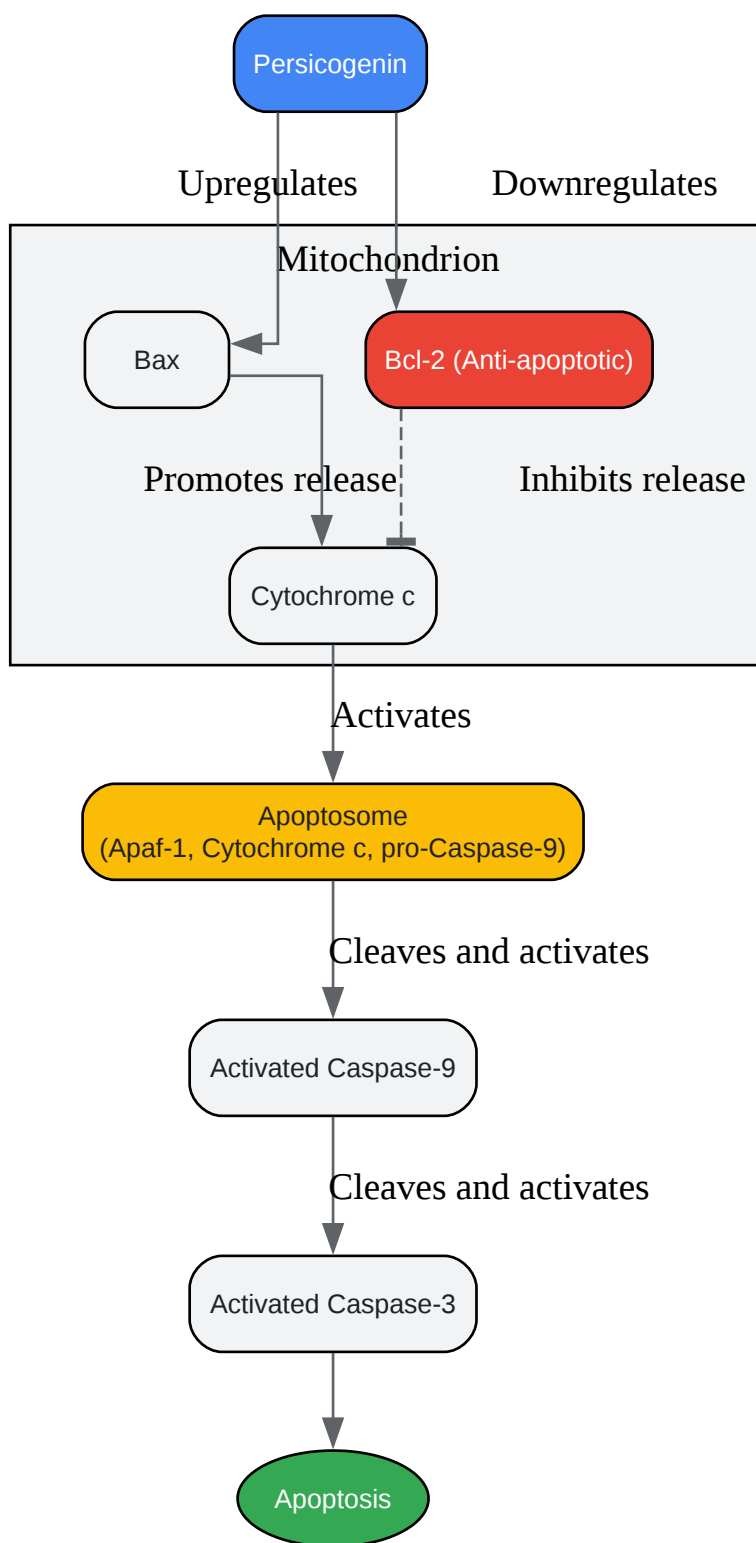 Persicogenin
Upregulates
Downregulates
Mitochondrion
Bax
Bcl-2 (Anti-apoptotic)
Promotes release
Inhibits release
Cytochrome c
Activates
Apoptosome
(Apaf-1, Cytochrome c, pro-Caspase-9)
Cleaves and activates
Activated Caspase-9
Cleaves and activates
Activated Caspase-3
Apoptosis